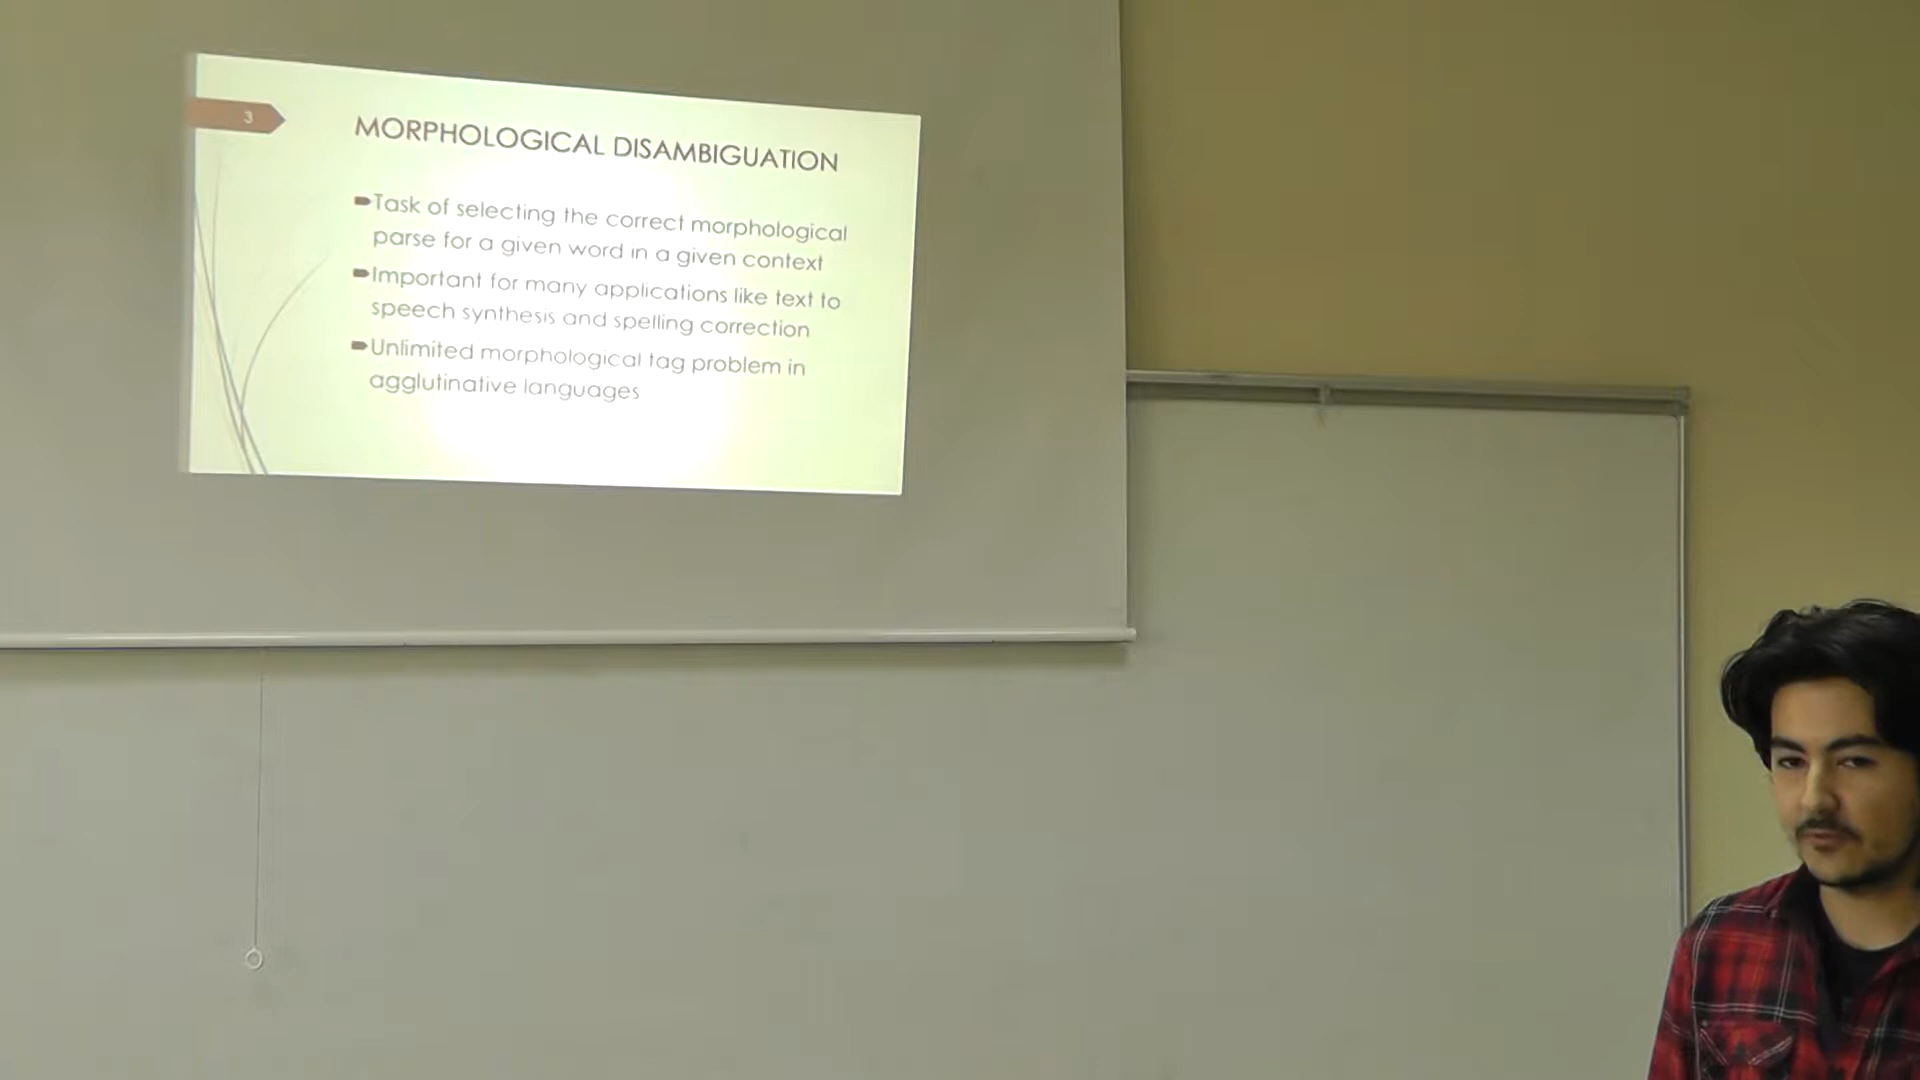 3
MORPHOLOGICAL DISAMBIGUATION
Task of selecting the correct morphological
parse for a given word in a given context
Important for many applications like text to
speech synthesis and spelling correction
Unlimited morphological tag problem in
agglutinative languages